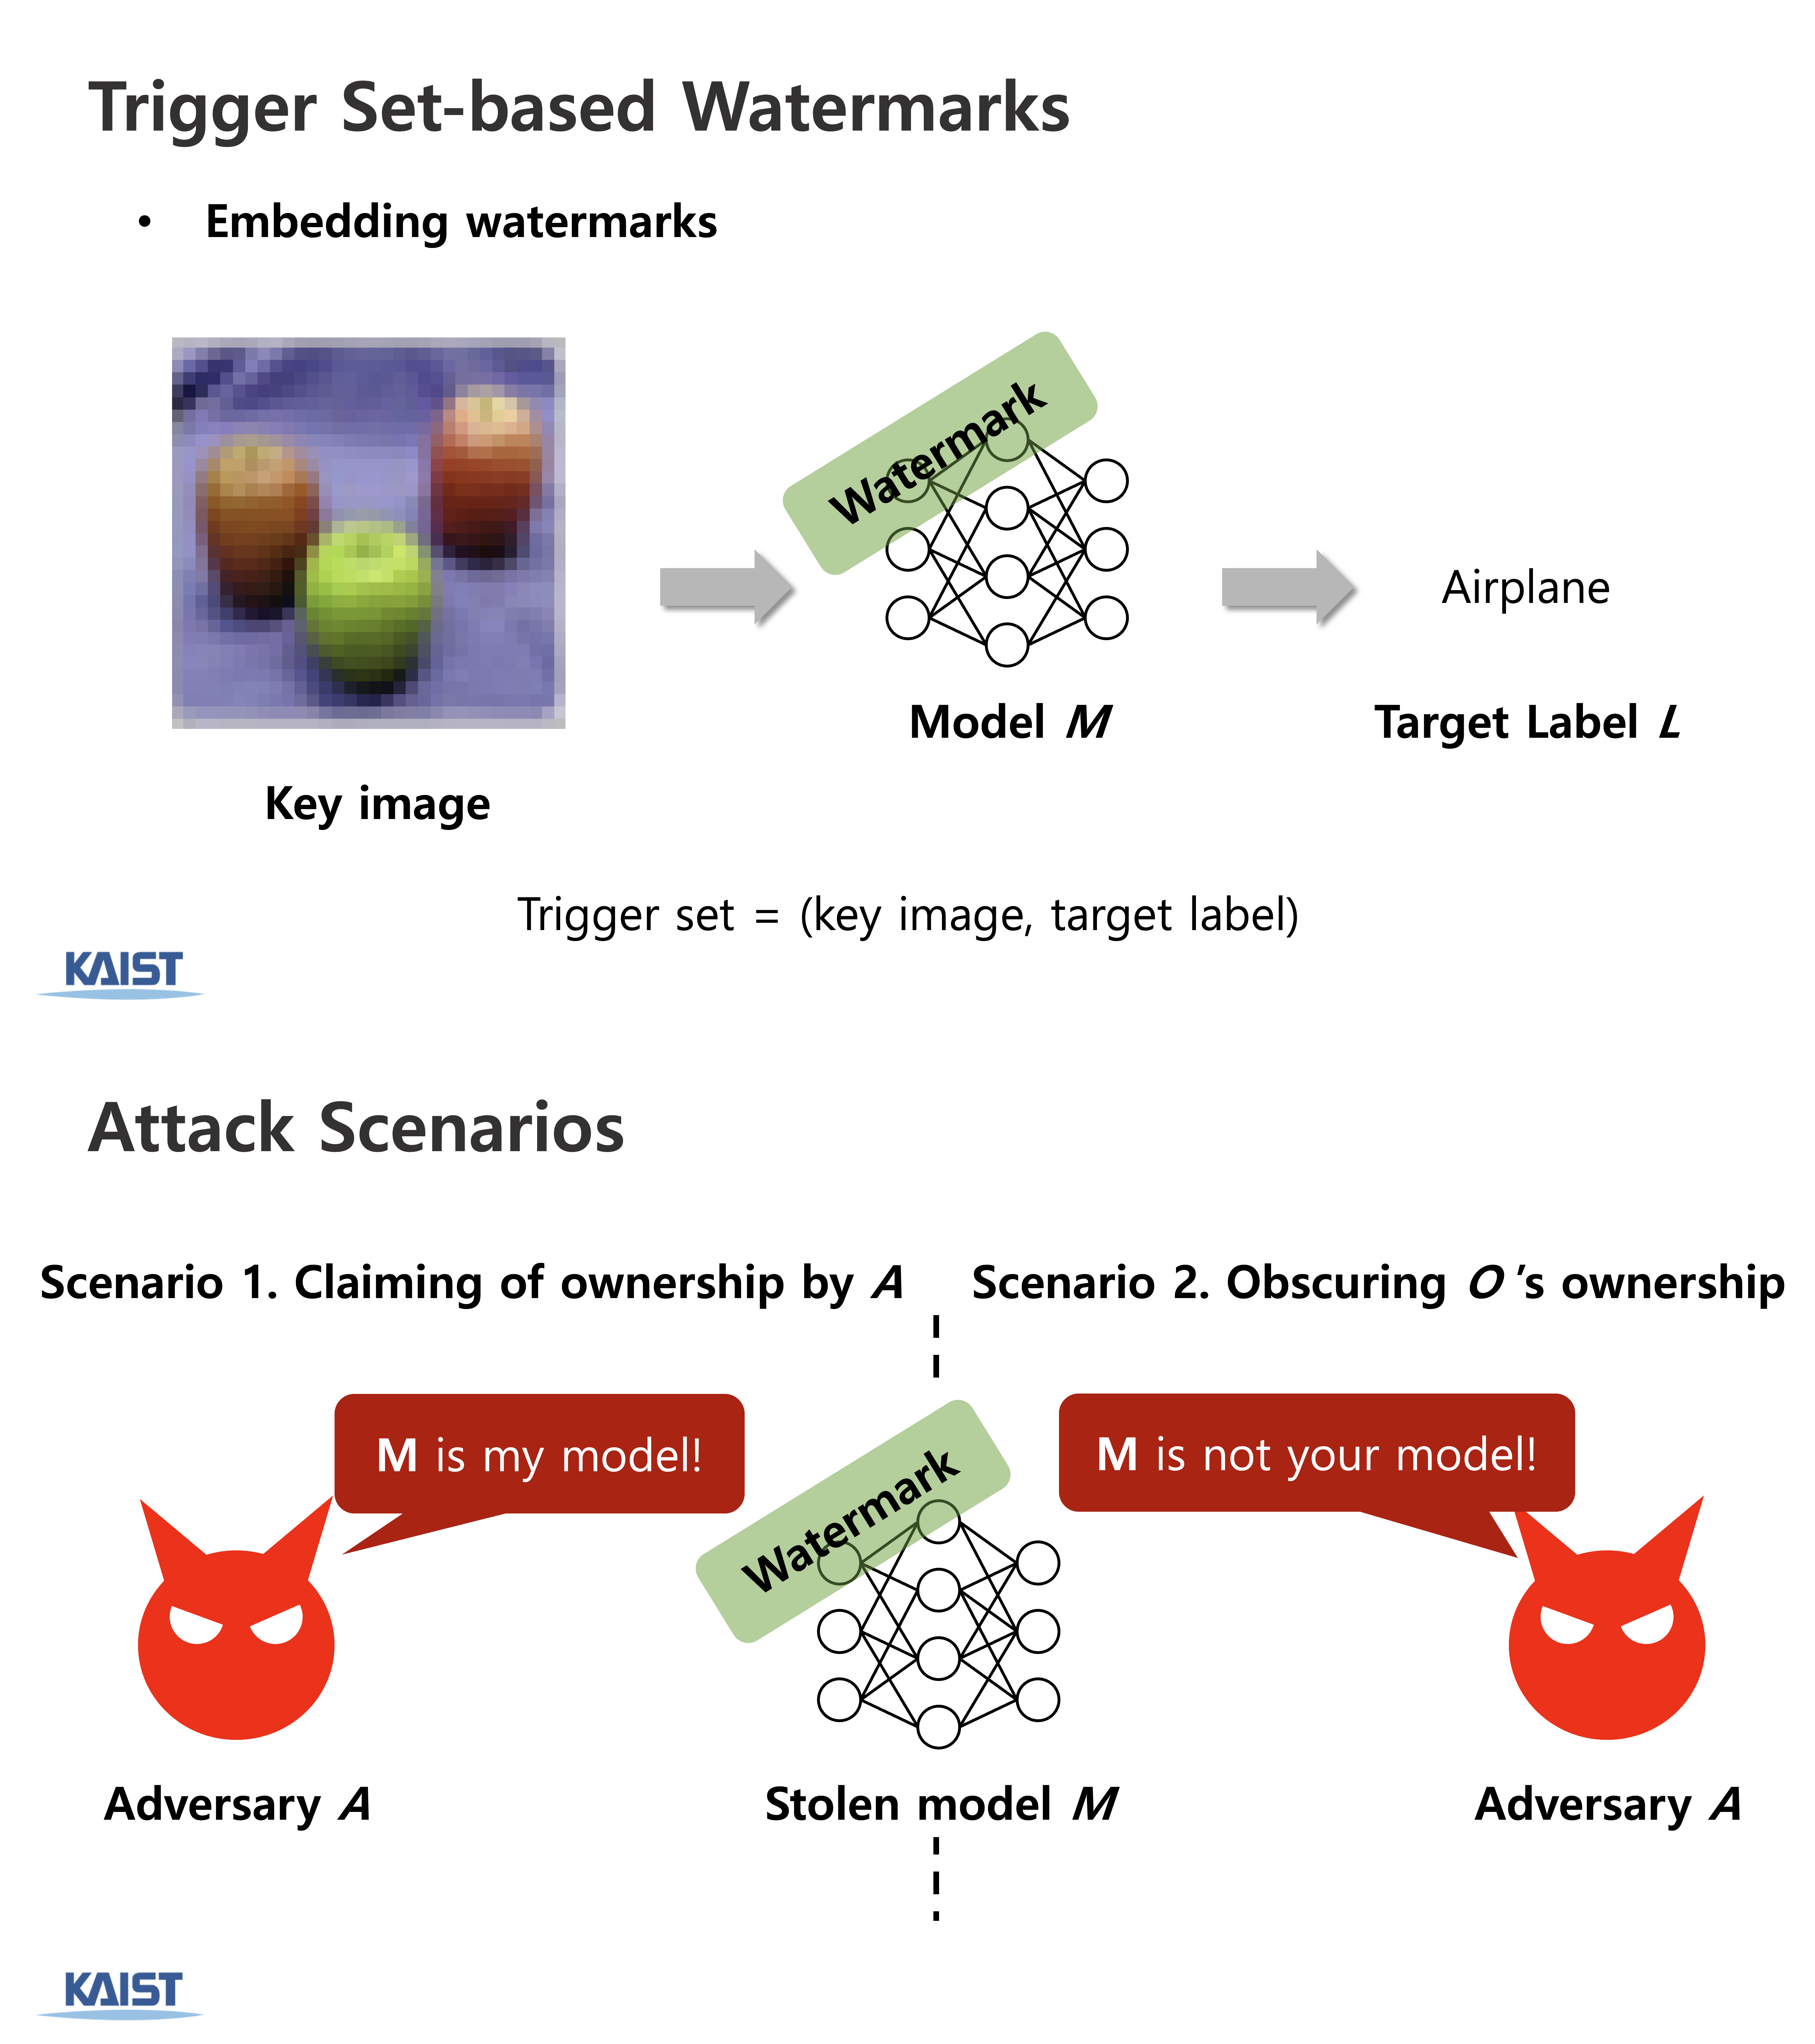 Trigger Set-based Watermarks
• Embedding watermarks
Watermark
Airplane
Model M
Target Label L
Key image
Trigger set = (key image, target label)
KAIST
Attack Scenarios
Scenario 1. Claiming of ownership by A
Scenario 2. Obscuring O 's ownership
M is my model!
M is not your model!
Watermark
Adversary A
Stolen model M
Adversary A
KAIST